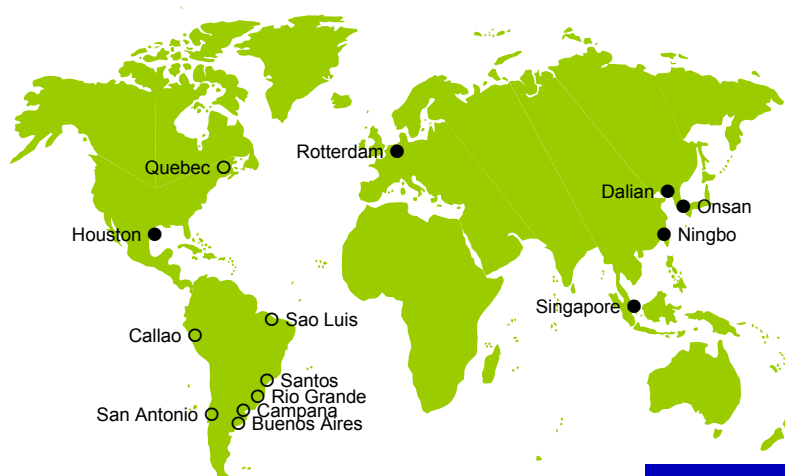 Rotterdam
Quebec
Dalian
Onsan
Houston
Ningbo
Singapore
Sao Luis
Callao
Santos
Rio Grande
San Antonio
Campana
Buenos Aires